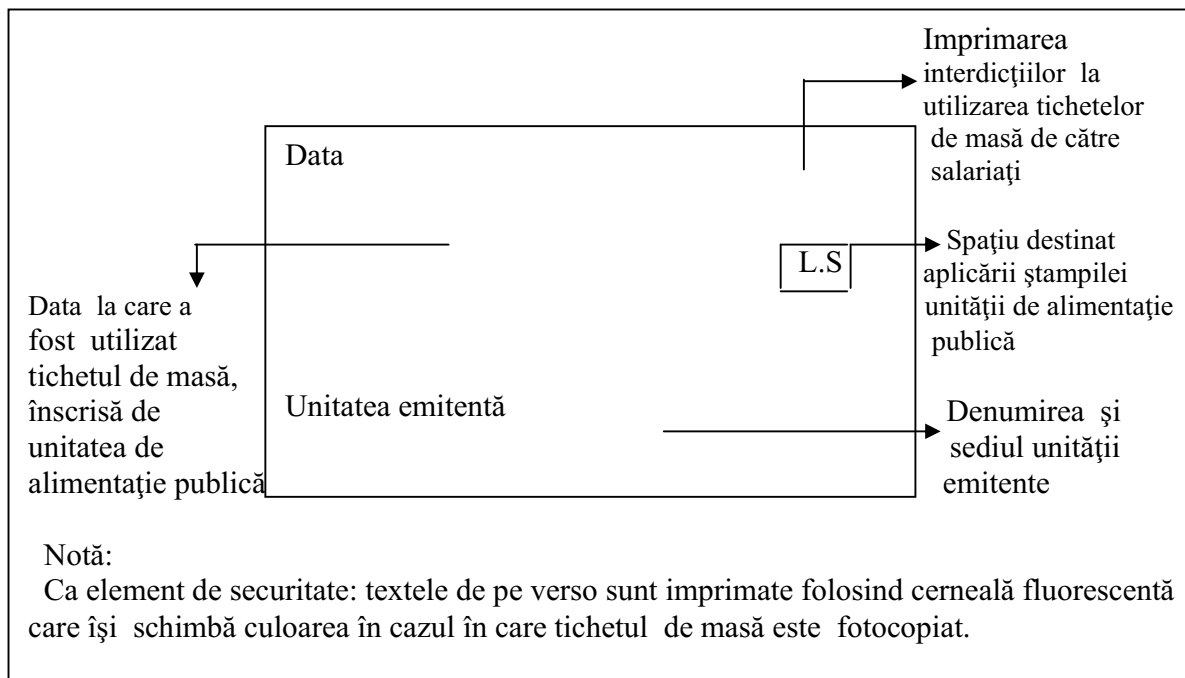 Imprimarea
interdicţiilor la
utilizarea tichetelor
de masă de către
salariaţi
Data
L.S
Spaţiu destinat
aplicării ştampilei
unităţii de alimentaţie
publică
Data la care a
fost utilizat
tichetul de masă,
înscrisă de
unitatea de
alimentaţie publică
Unitatea emitentă
Denumirea şi
sediul unităţii
emitente
Notă:
Ca element de securitate: textele de pe verso sunt imprimate folosind cerneală fluorescentă
care îşi schimbă culoarea în cazul în care tichetul de masă este fotocopiat.